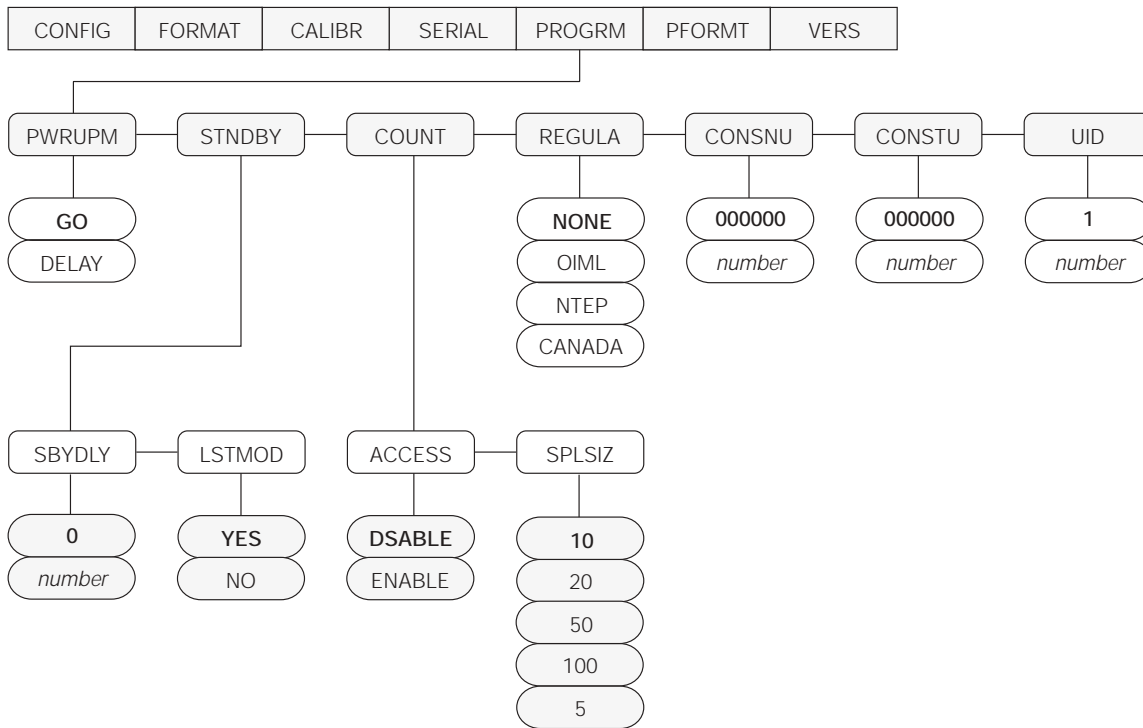 CONFIG FORMAT CALIBR SERIAL PROGRM PFORMT VERS
PWRUPM STNDBY COUNT REGULA CONSNU CONSTU UID
GO NONE 000000 000000 1
DELAY OIML number number number
NTEP
CANADA
SBYDLY LSTMOD ACCESS SPLSIZ
0 YES DSABLE 10
number NO ENABLE 20
50
100
5